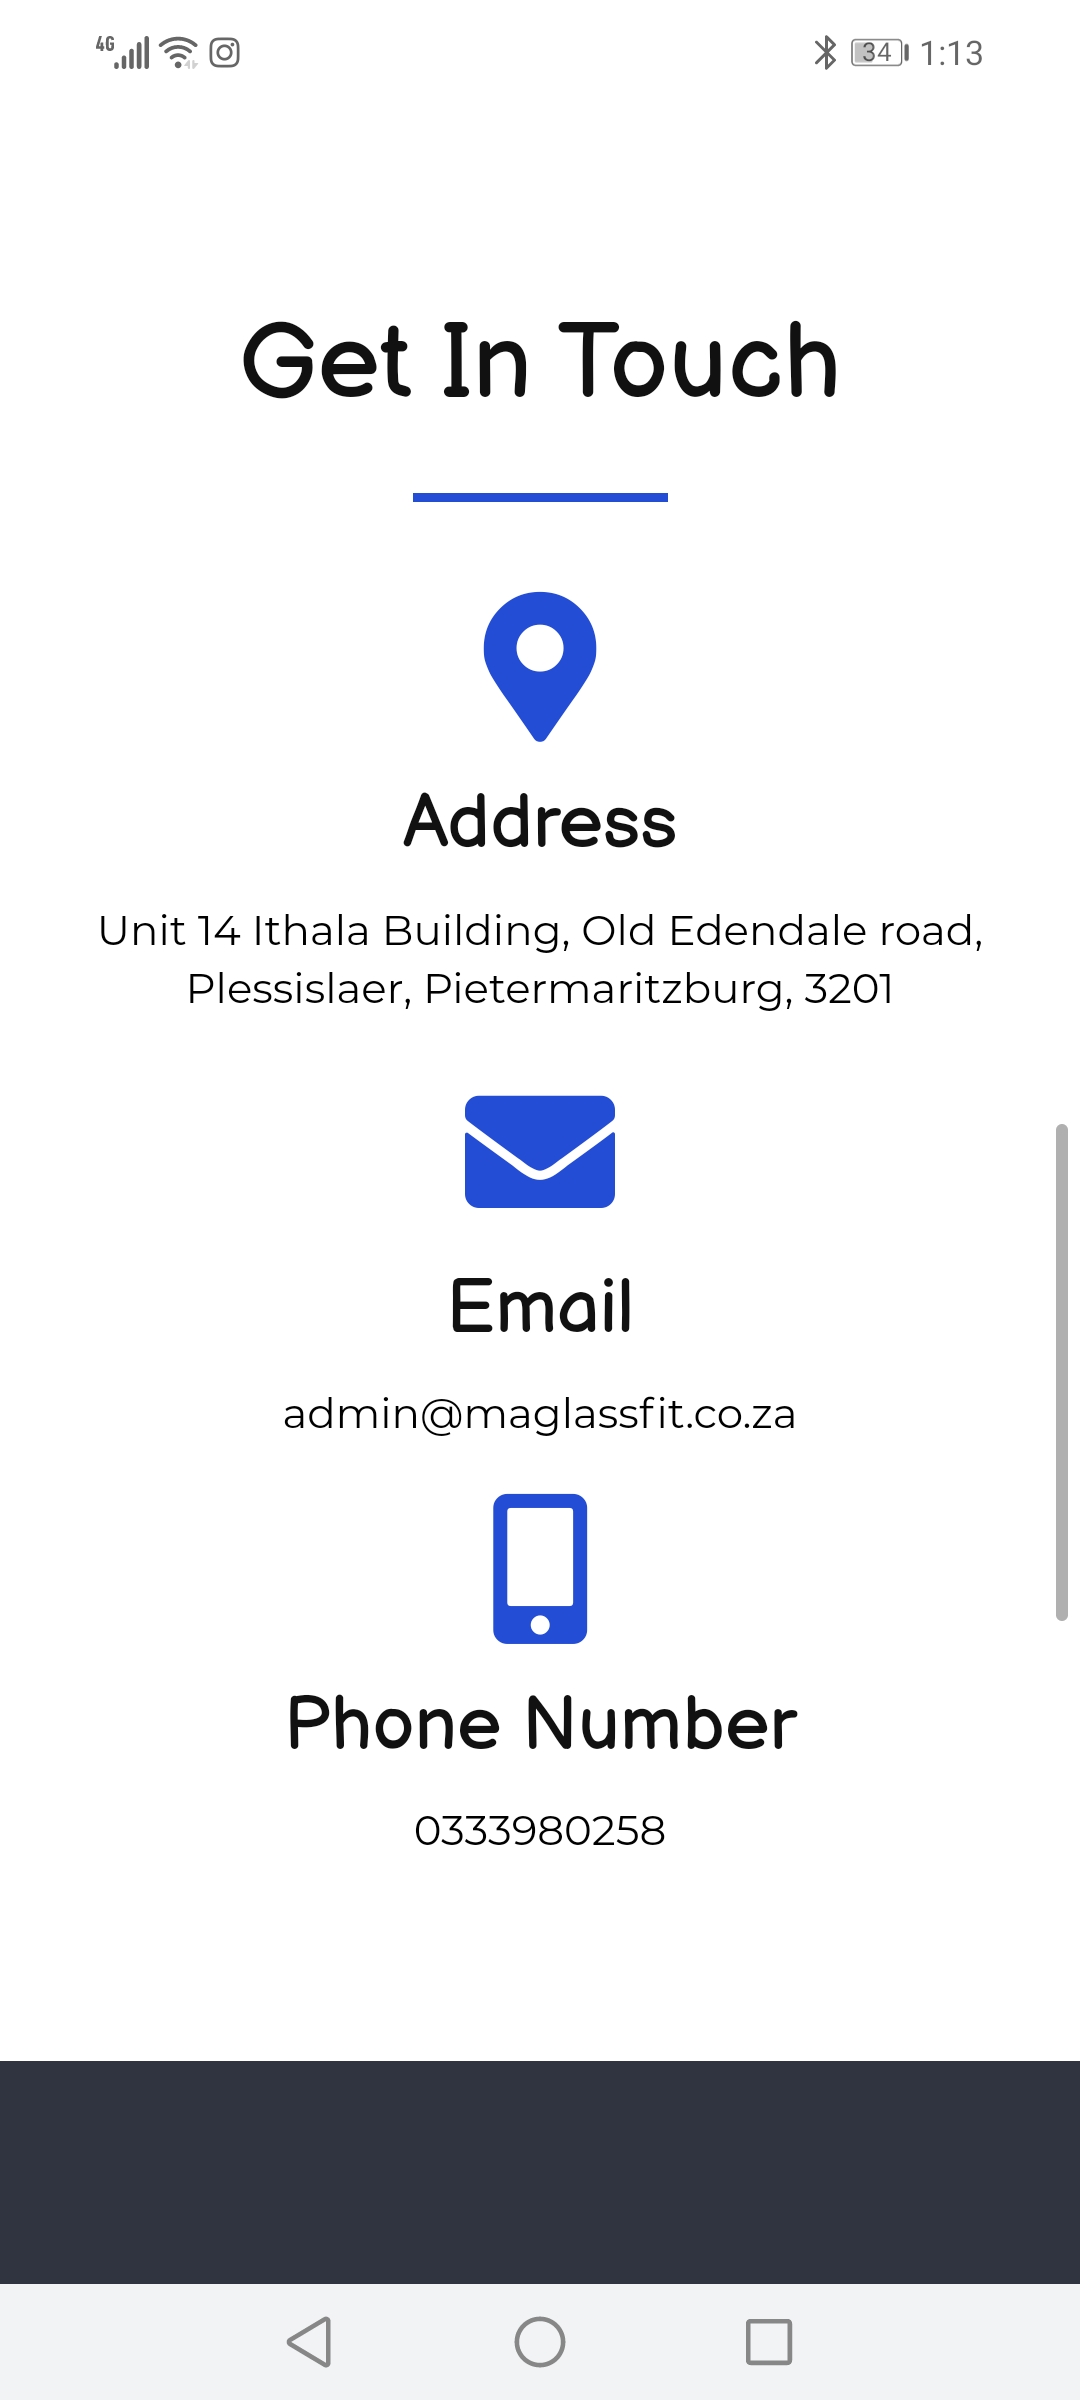 4G 34 1:13
Get In Touch
Address
Unit 14 Ithala Building, Old Edendale road,
Plessislaer, Pietermaritzburg, 3201
Email
admin@maglassfit.co.za
Phone Number
0333980258